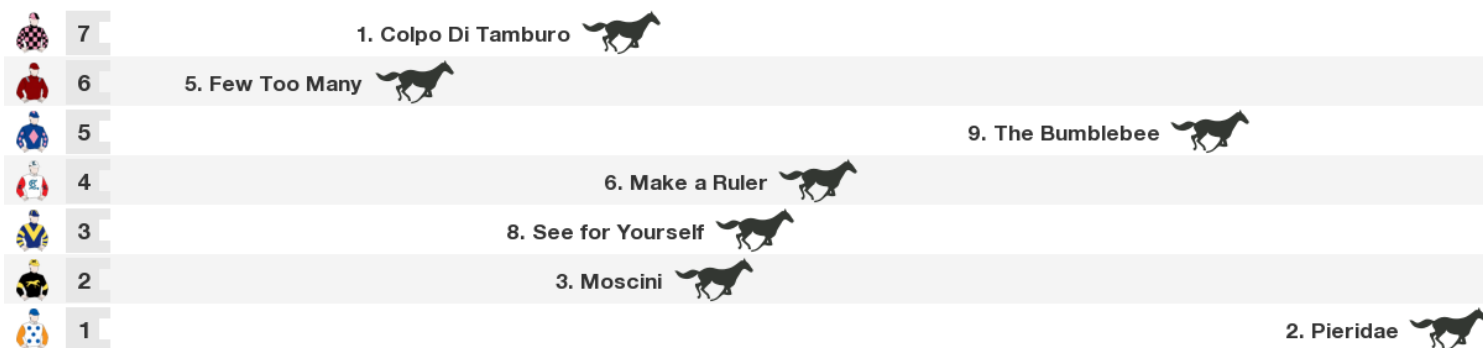 7 1. Colpo Di Tamburo
6 5. Few Too Many
5 9. The Bumblebee
4 6. Make a Ruler
3 8. See for Yourself
2 3. Moscini
1 2. Pieridae